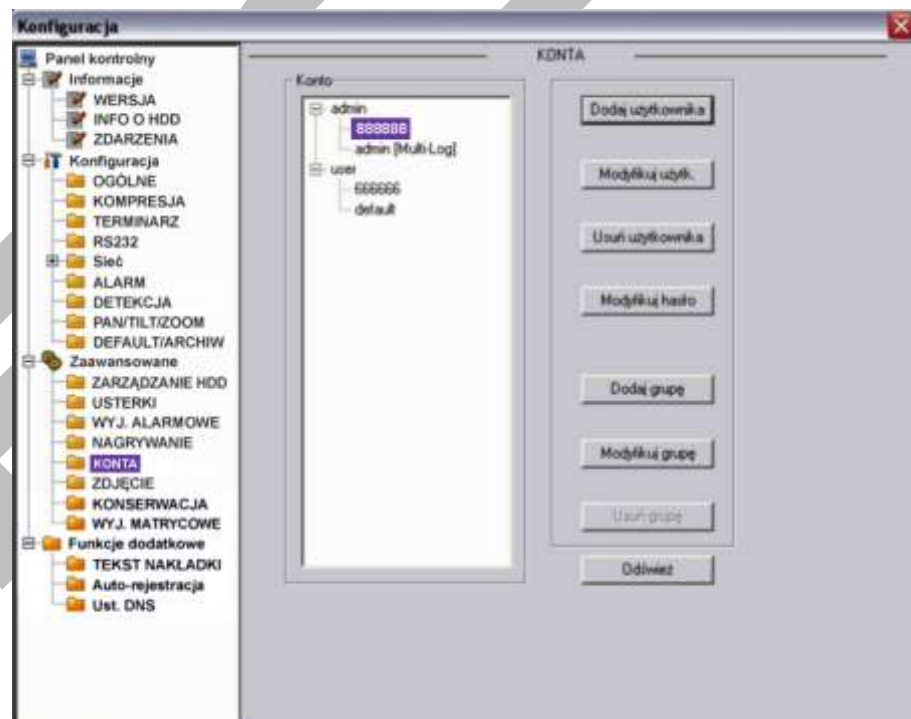 Konfiguracja
Panel kontrolny
Informacje
WERSJA
INFO O HDD
ZDARZENIA
Konfiguracja
OGÓLNE
KOMPRESJA
TERMINARZ
RS232
Sieć
ALARM
DETEKCJA
PAN/TILT/ZOOM
DEFAULT/ARCHIW
Zaawansowane
ZARZĄDZANIE HDD
USTERKI
WYJ. ALARMOWE
NAGRYWANIE
KONTA
ZDJĘCIE
KONSERWACJA
WYJ. MATRYCOWE
Funkcje dodatkowe
TEKST NAKŁADKI
Auto-rejestracja
Ust. DNS
KONTA
Konto
admin
888888
admin [Multi-Log]
user
666666
default
Dodaj użytkownika
Modyfikuj użytk.
Usuń użytkownika
Modyfikuj hasło
Dodaj grupę
Modyfikuj grupę
Usuń grupę
Odśwież